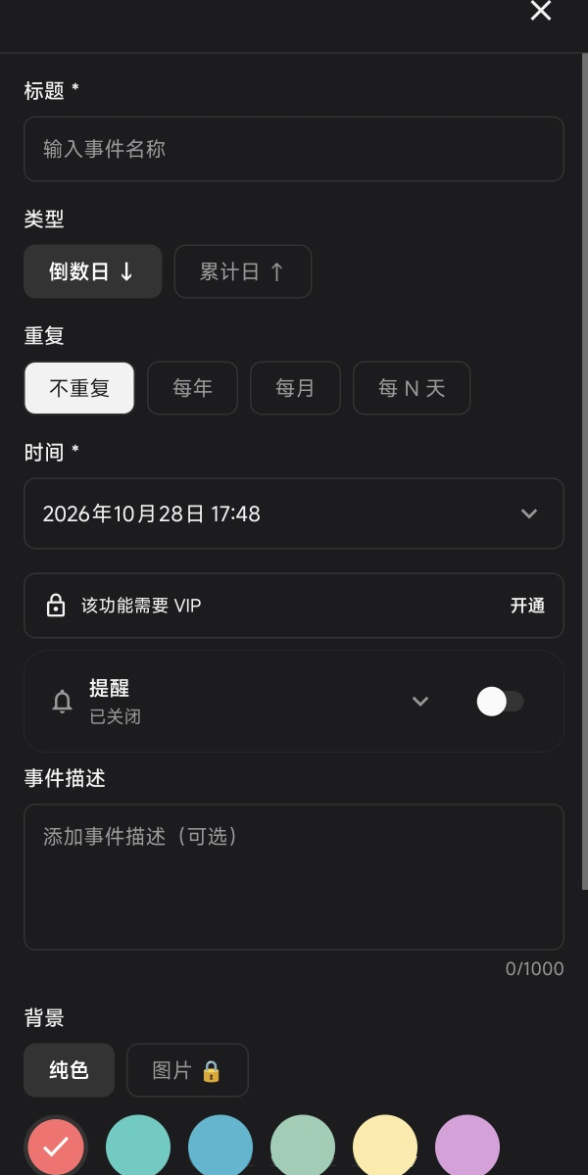 标题 *
输入事件名称
类型
倒数日 ↓ 累计日 ↑
重复
不重复 每年 每月 每 N 天
时间 *
2026年10月28日 17:48
该功能需要 VIP 开通
提醒
已关闭
事件描述
添加事件描述（可选）
0/1000
背景
纯色 图片 🔒